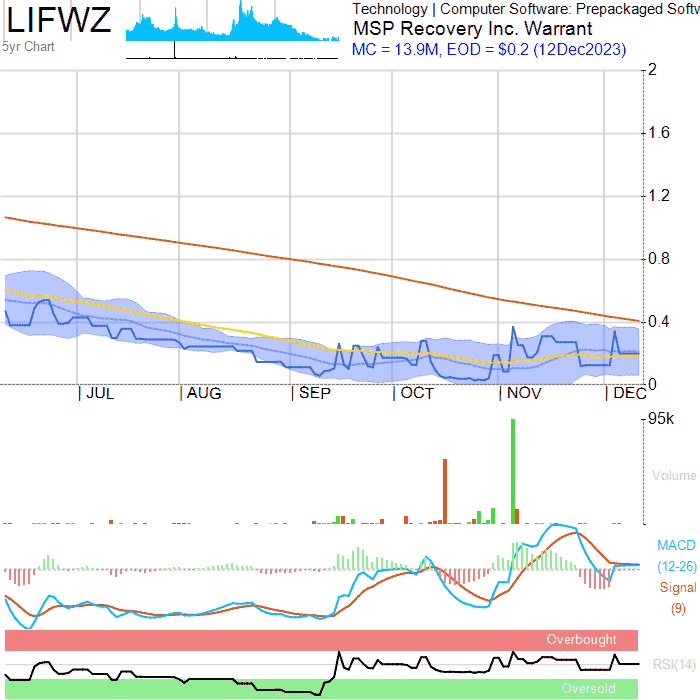 LIFWZ
5yr Chart
Technology | Computer Software: Prepackaged Softw
MSP Recovery Inc. Warrant
MC = 13.9M, EOD = $0.2 (12Dec2023)
2
1.6
1.2
0.8
0.4
0
JUL
AUG
SEP
OCT
NOV
DEC
95k
Volume
MACD
(12-26)
Signal
(9)
Overbought
RSI(14)
Oversold